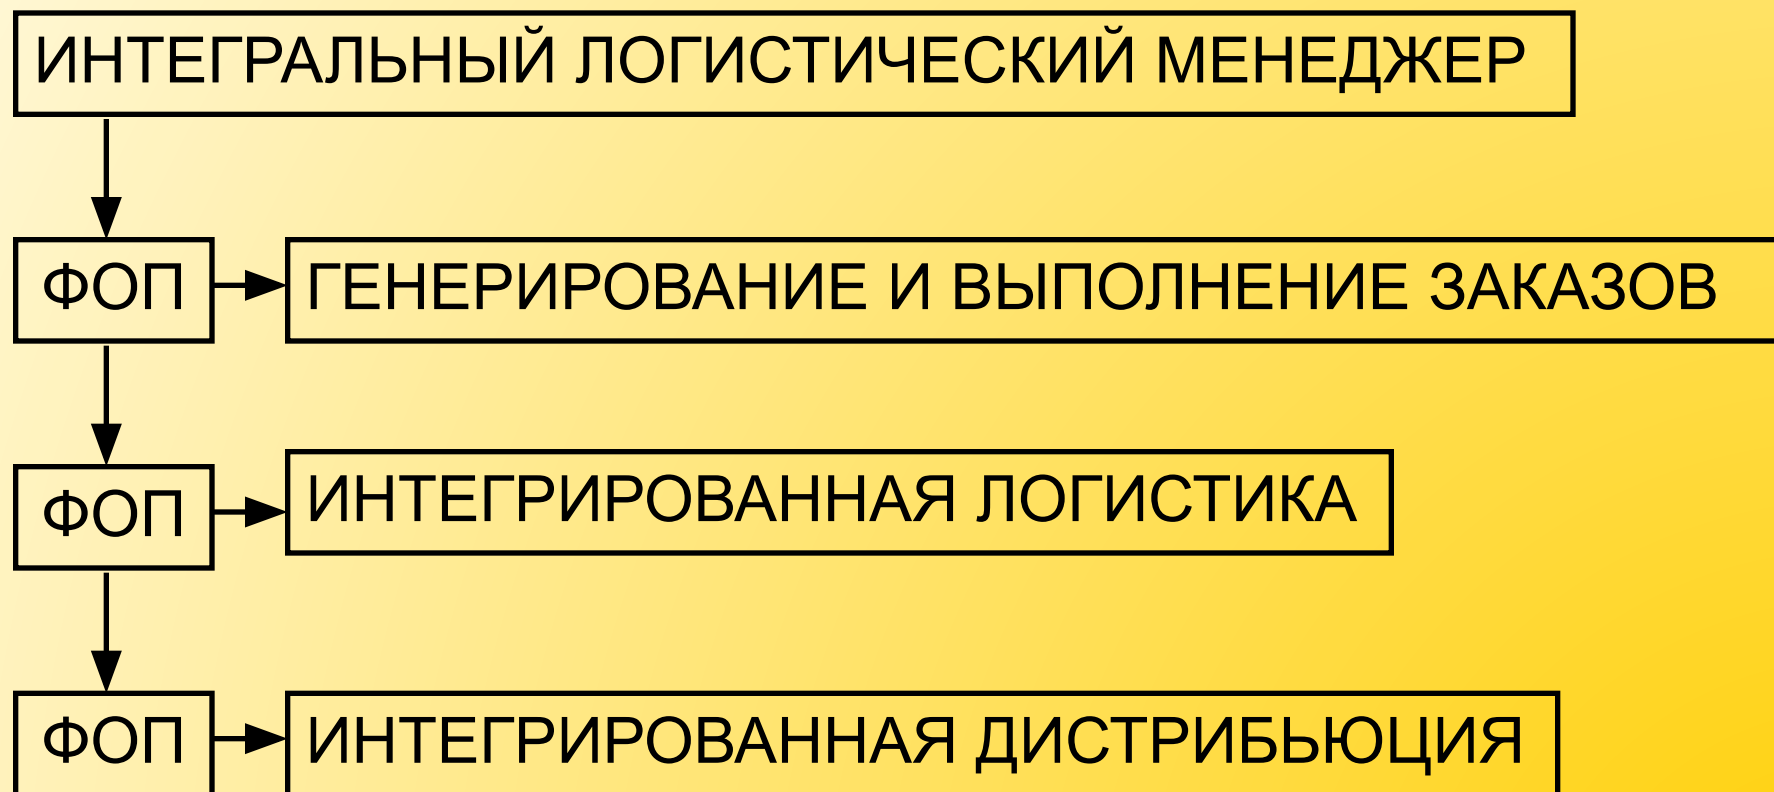 ИНТЕГРАЛЬНЫЙ ЛОГИСТИЧЕСКИЙ МЕНЕДЖЕР
ФОП ГЕНЕРИРОВАНИЕ И ВЫПОЛНЕНИЕ ЗАКАЗОВ
ФОП ИНТЕГРИРОВАННАЯ ЛОГИСТИКА
ФОП ИНТЕГРИРОВАННАЯ ДИСТРИБЬЮЦИЯ